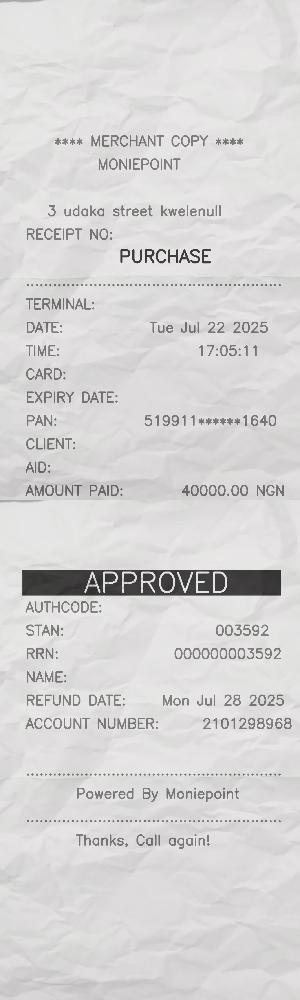 **** MERCHANT COPY ****
MONIEPOINT
3 udaka street kwelenull
RECEIPT NO:
PURCHASE
TERMINAL:
DATE: Tue Jul 22 2025
TIME: 17:05:11
CARD:
EXPIRY DATE:
PAN: 519911******1640
CLIENT:
AID:
AMOUNT PAID: 40000.00 NGN
APPROVED
AUTHCODE:
STAN: 003592
RRN: 000000003592
NAME:
REFUND DATE: Mon Jul 28 2025
ACCOUNT NUMBER: 2101298968
Powered By Moniepoint
Thanks, Call again!